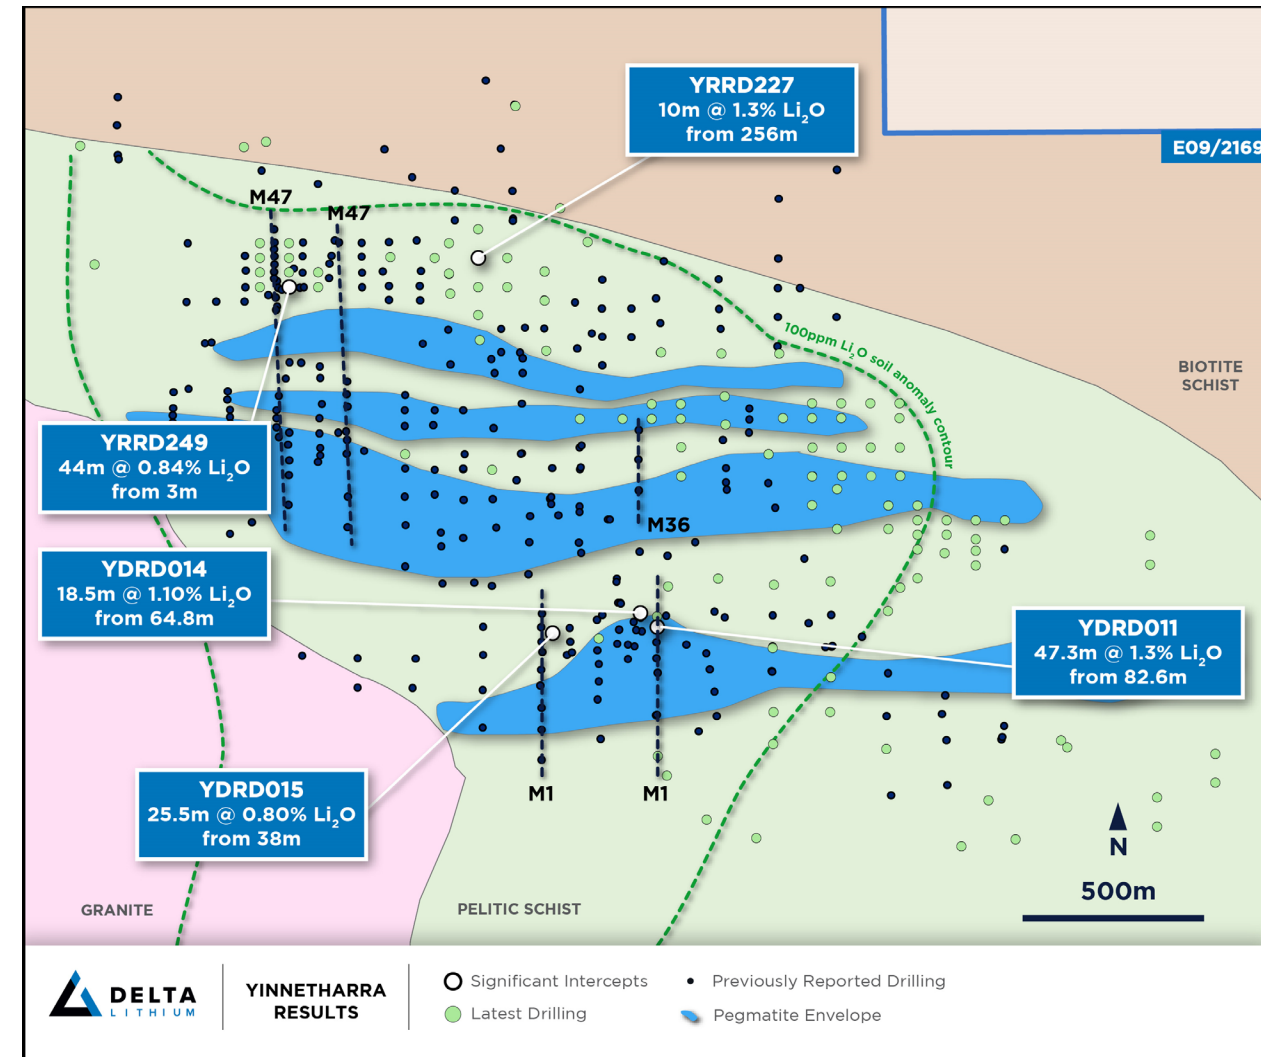 YRRD227
10m @ 1.3% Li₂O
from 256m
E09/2169
M47
M47
100ppm Li₂O soil anomaly contour
BIOTITE
SCHIST
YRRD249
44m @ 0.84% Li₂O
from 3m
M36
YDRD014
18.5m @ 1.10% Li₂O
from 64.8m
YDRD011
47.3m @ 1.3% Li₂O
from 82.6m
YDRD015
25.5m @ 0.80% Li₂O
from 38m
M1
M1
N
500m
GRANITE
PELITIC SCHIST
DELTA
LITHIUM
YINNETHARRA
RESULTS
Significant Intercepts
Previously Reported Drilling
Latest Drilling
Pegmatite Envelope